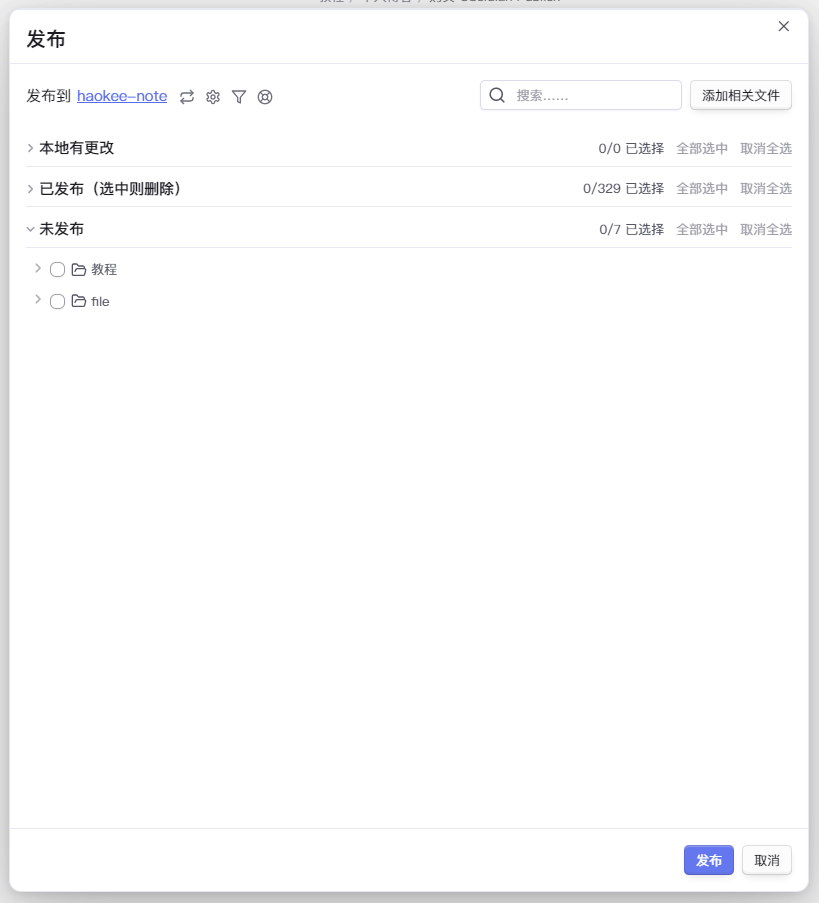 发布
发布到 haokee-note
搜索......
添加相关文件
本地有更改 0/0 已选择 全部选中 取消全选
已发布（选中则删除） 0/329 已选择 全部选中 取消全选
未发布 0/7 已选择 全部选中 取消全选
教程
file
发布 取消